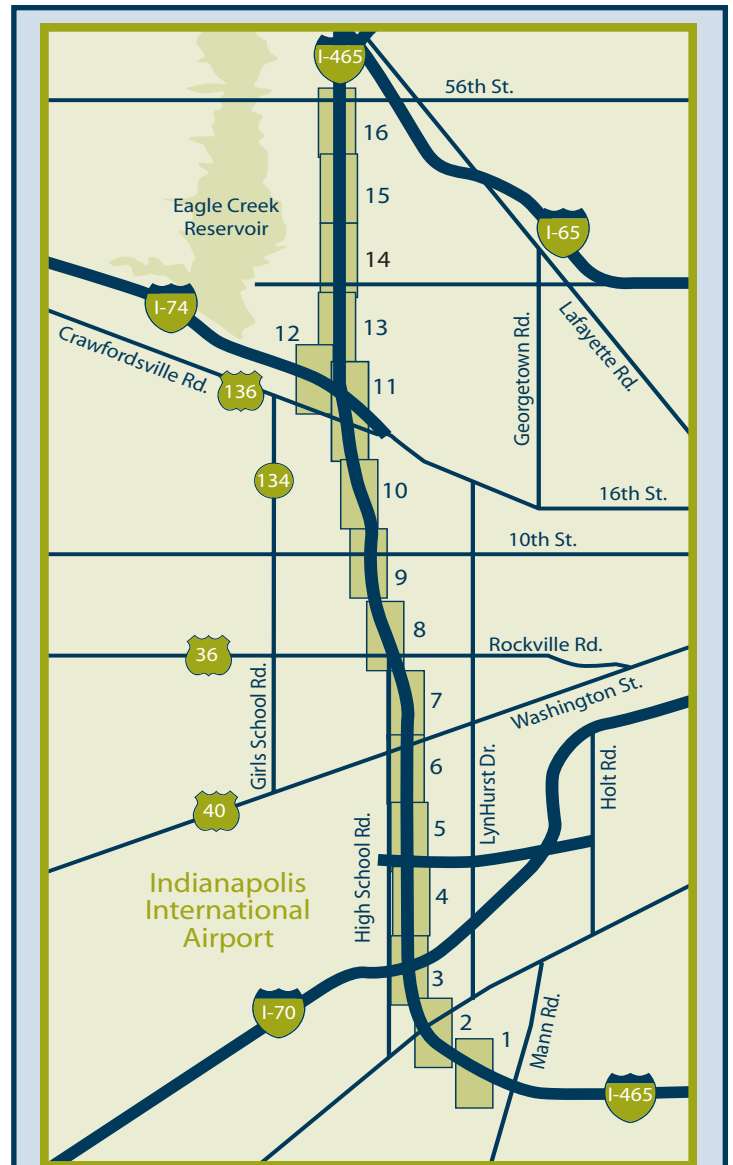 I-465
56th St.
16
15
Eagle Creek
Reservoir
I-65
14
I-74
13
12
Crawfordsville Rd.
136
11
Georgetown Rd.
Lafayette Rd.
134
10
16th St.
10th St.
9
8
36
Rockville Rd.
7
Washington St.
Girls School Rd.
6
LynHurst Dr.
Holt Rd.
40
5
High School Rd.
Indianapolis
International
Airport
4
3
I-70
2
1
Mann Rd.
I-465